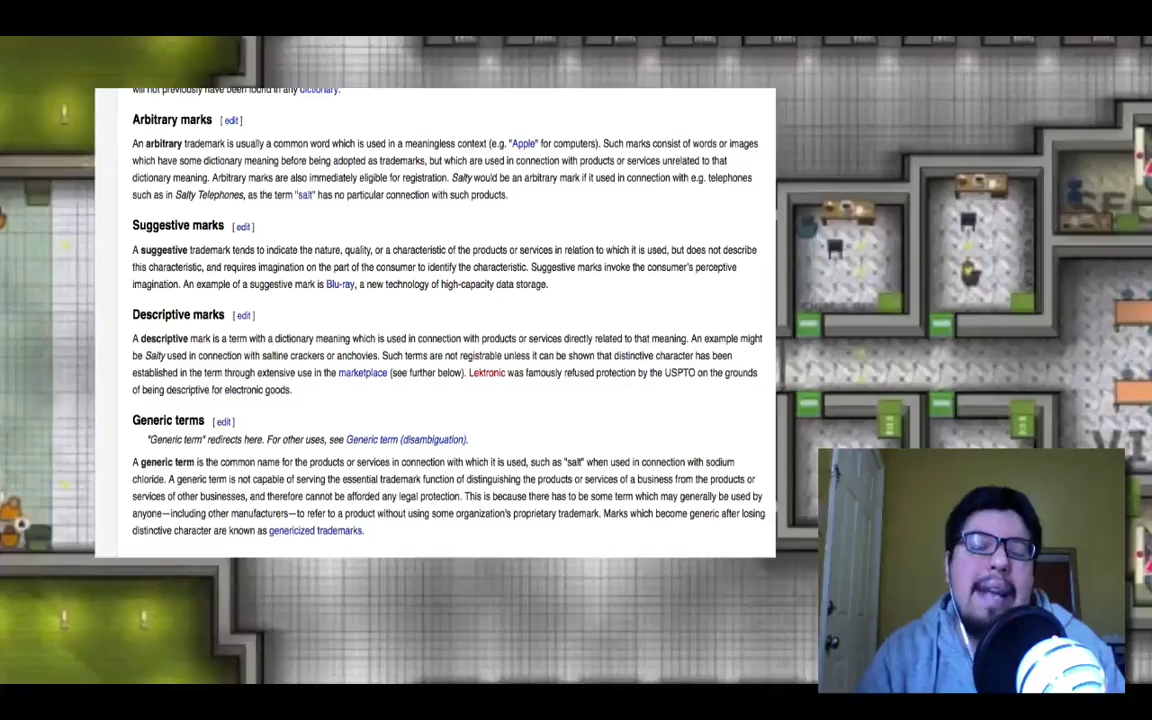 will not previously have been found in any dictionary.
Arbitrary marks [ edit ]
An arbitrary trademark is usually a common word which is used in a meaningless context (e.g. "Apple" for computers). Such marks consist of words or images
which have some dictionary meaning before being adopted as trademarks, but which are used in connection with products or services unrelated to that
dictionary meaning. Arbitrary marks are also immediately eligible for registration. Salty would be an arbitrary mark if it used in connection with e.g. telephones
such as in Salty Telephones, as the term "salt" has no particular connection with such products.
Suggestive marks [ edit ]
A suggestive trademark tends to indicate the nature, quality, or a characteristic of the products or services in relation to which it is used, but does not describe
this characteristic, and requires imagination on the part of the consumer to identify the characteristic. Suggestive marks invoke the consumer's perceptive
imagination. An example of a suggestive mark is Blu-ray, a new technology of high-capacity data storage.
Descriptive marks [ edit ]
A descriptive mark is a term with a dictionary meaning which is used in connection with products or services directly related to that meaning. An example might
be Salty used in connection with saltine crackers or anchovies. Such terms are not registrable unless it can be shown that distinctive character has been
established in the term through extensive use in the marketplace (see further below). Lektronic was famously refused protection by the USPTO on the grounds
of being descriptive for electronic goods.
Generic terms [ edit ]
"Generic term" redirects here. For other uses, see Generic term (disambiguation).
A generic term is the common name for the products or services in connection with which it is used, such as "salt" when used in connection with sodium
chloride. A generic term is not capable of serving the essential trademark function of distinguishing the products or services of a business from the products or
services of other businesses, and therefore cannot be afforded any legal protection. This is because there has to be some term which may generally be used by
anyone—including other manufacturers—to refer to a product without using some organization's proprietary trademark. Marks which become generic after losing
distinctive character are known as genericized trademarks.